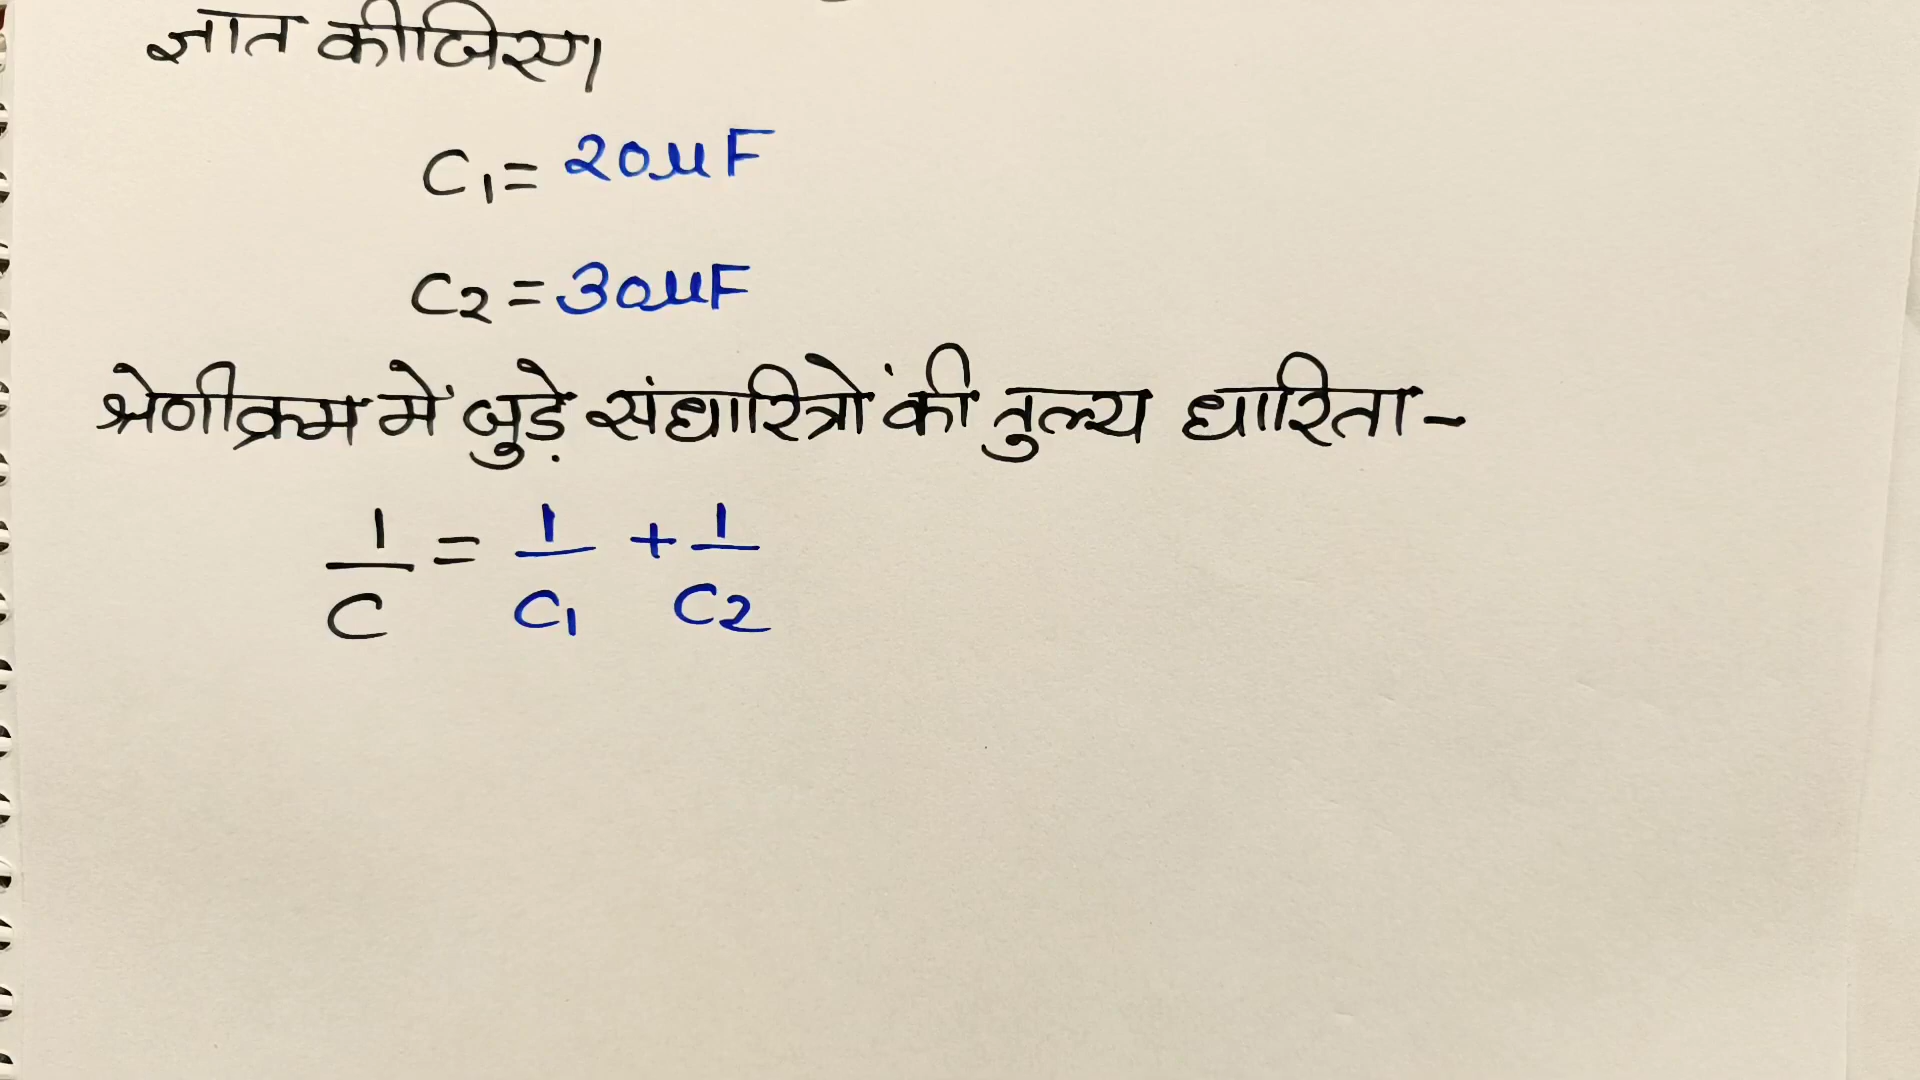 ज्ञात कीजिए।
C₁ = 20μF
C₂ = 30μF
श्रेणीक्रम में जुड़े संधारित्रों की तुल्य धारिता-
1/C = 1/C₁ + 1/C₂